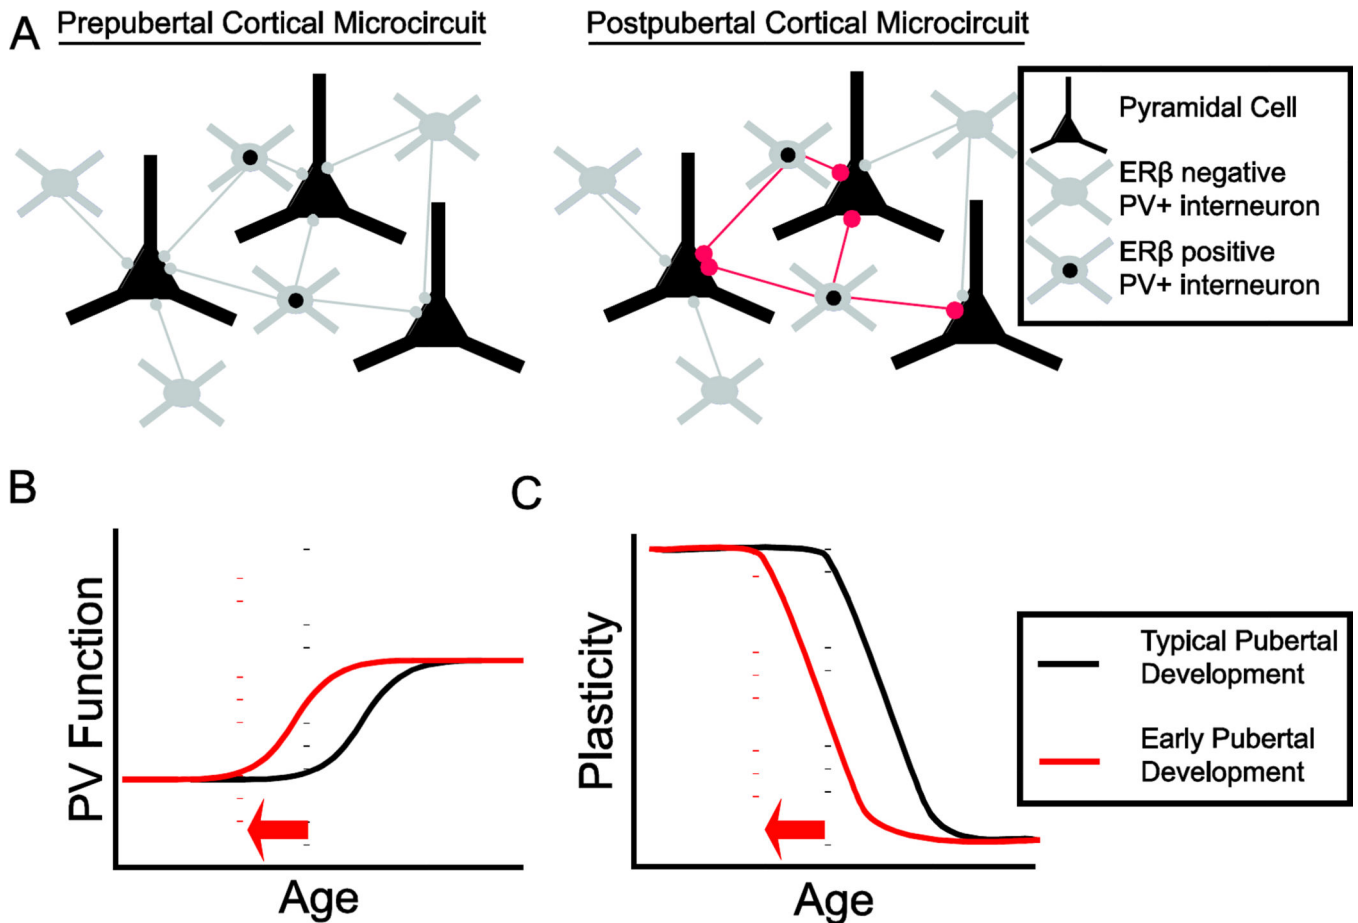 A
Prepubertal Cortical Microcircuit
Postpubertal Cortical Microcircuit
Pyramidal Cell
ERβ negative
PV+ interneuron
ERβ positive
PV+ interneuron
B
PV Function
Age
C
Plasticity
Age
Typical Pubertal
Development
Early Pubertal
Development